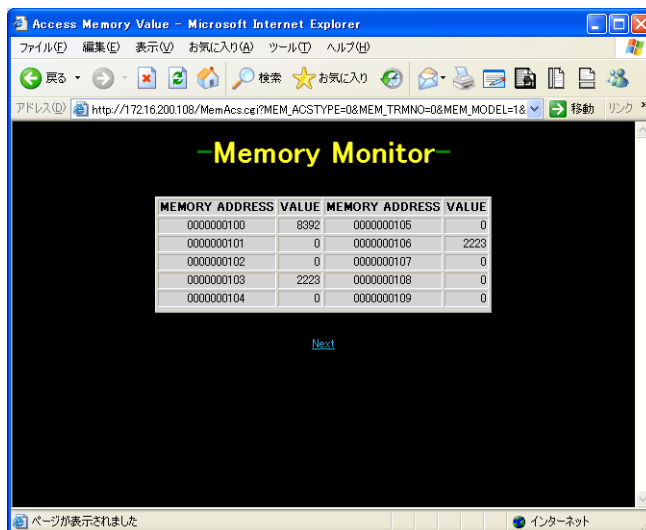 Access Memory Value - Microsoft Internet Explorer
ファイル(F) 編集(E) 表示(V) お気に入り(A) ツール(T) ヘルプ(H)
戻る 検索 お気に入り
アドレス(D) http://172.16.200.108/MemAcs.cgi?MEM_ACSTYPE=0&MEM_TRMNO=0&MEM_MODEL=1& 移動 リンク »
-Memory Monitor-
MEMORY ADDRESS VALUE MEMORY ADDRESS VALUE
0000000100 8392 0000000105 0
0000000101 0 0000000106 2223
0000000102 0 0000000107 0
0000000103 2223 0000000108 0
0000000104 0 0000000109 0
Next
ページが表示されました インターネット